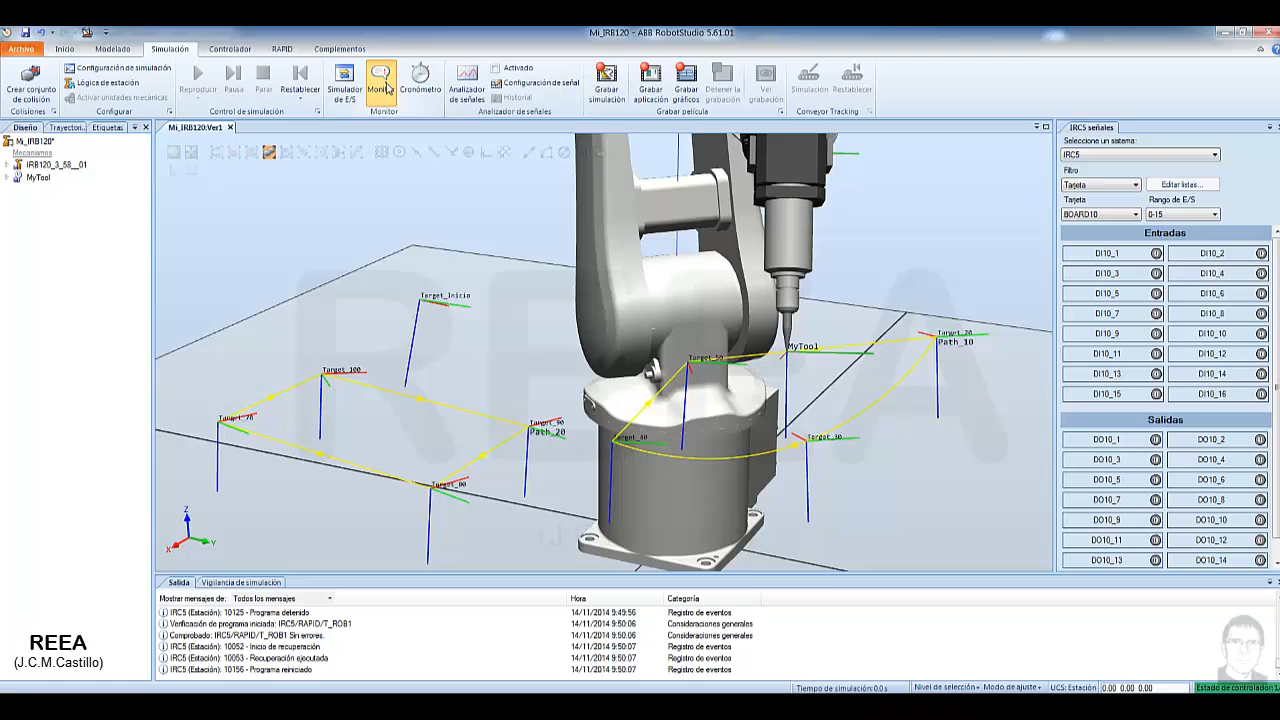 Mi_IRB120 - ABB RobotStudio 5.61.01
Archivo Inicio Modelado Simulación Controlador RAPID Complementos
Crear conjunto de colisión
Colisiones
Configuración de simulación
Lógica de estación
Activar unidades mecánicas
Configurar
Reproducir Pausa Parar Restablecer
Control de simulación
Simulador de E/S
Monitor
Cronómetro
Monitor
Analizador de señales
Activado
Configuración de señal
Historial
Analizador de señales
Grabar simulación
Grabar aplicación
Grabar gráficos
Detener la grabación
Ver grabación
Grabar película
Simulación Restablecer
Conveyor Tracking
Diseño Trayectori... Etiquetas
Mi_IRB120*
Mecanismos
IRB120_3_58__01
MyTool
Mi_IRB120:Ver1
Target_Inicio
Target_20
Path_10
MyTool
Target_50
Target_100
Target_90
Path_20
Target_40
Target_30
Target_80
REEA
Z
X
Y
IRC5 señales
Seleccione un sistema:
IRC5
Filtro
Tarjeta
Editar listas...
Tarjeta Rango de E/S
BOARD10 0-15
Entradas
DI10_1 DI10_2
DI10_3 DI10_4
DI10_5 DI10_6
DI10_7 DI10_8
DI10_9 DI10_10
DI10_11 DI10_12
DI10_13 DI10_14
DI10_15 DI10_16
Salidas
DO10_1 DO10_2
DO10_3 DO10_4
DO10_5 DO10_6
DO10_7 DO10_8
DO10_9 DO10_10
DO10_11 DO10_12
DO10_13 DO10_14
Salida Vigilancia de simulación
Mostrar mensajes de: Todos los mensajes Hora Categoría
IRC5 (Estación): 10125 - Programa detenido 14/11/2014 9:49:56 Registro de eventos
Verificación de programa iniciada: IRC5/RAPID/T_ROB1 14/11/2014 9:50:06 Consideraciones generales
Comprobado: IRC5/RAPID/T_ROB1 Sin errores. 14/11/2014 9:50:06 Consideraciones generales
IRC5 (Estación): 10052 - Inicio de recuperación 14/11/2014 9:50:07 Registro de eventos
IRC5 (Estación): 10053 - Recuperación ejecutada 14/11/2014 9:50:07 Registro de eventos
IRC5 (Estación): 10156 - Programa reiniciado 14/11/2014 9:50:07 Registro de eventos
REEA
(J.C.M.Castillo)
Tiempo de simulación:0,0 s Nivel de selección Modo de ajuste UCS: Estación 0.00 0.00 0.00 Estado de controlador: 1/